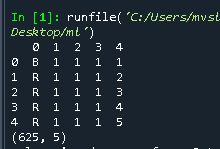 In [1]: runfile('C:/Users/mvsl
Desktop/ml')
   0  1  2  3  4
0  B  1  1  1  1
1  R  1  1  1  2
2  R  1  1  1  3
3  R  1  1  1  4
4  R  1  1  1  5
(625, 5)